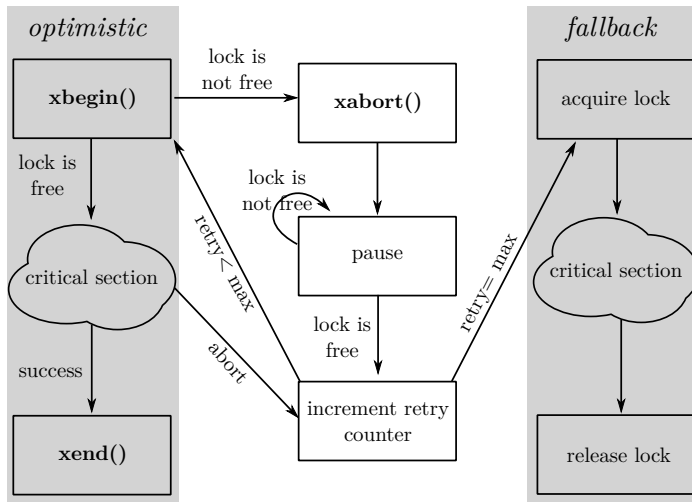 optimistic
fallback
lock is
not free
xbegin()
xabort()
acquire lock
lock is
free
lock is
not free
critical section
pause
critical section
retry< max
retry= max
lock is
free
abort
success
increment retry
counter
xend()
release lock